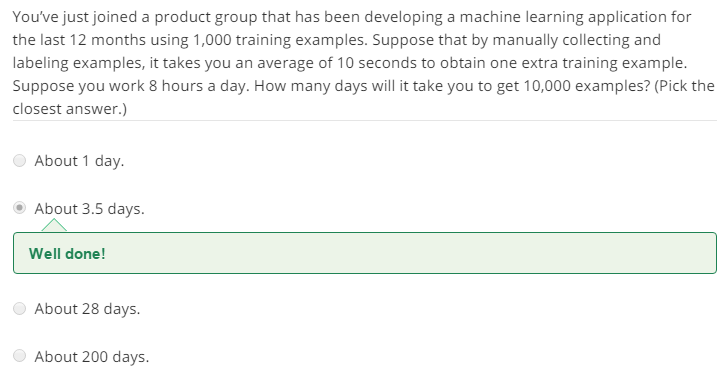 You've just joined a product group that has been developing a machine learning application for
the last 12 months using 1,000 training examples. Suppose that by manually collecting and
labeling examples, it takes you an average of 10 seconds to obtain one extra training example.
Suppose you work 8 hours a day. How many days will it take you to get 10,000 examples? (Pick the
closest answer.)
About 1 day.
About 3.5 days.
Well done!
About 28 days.
About 200 days.